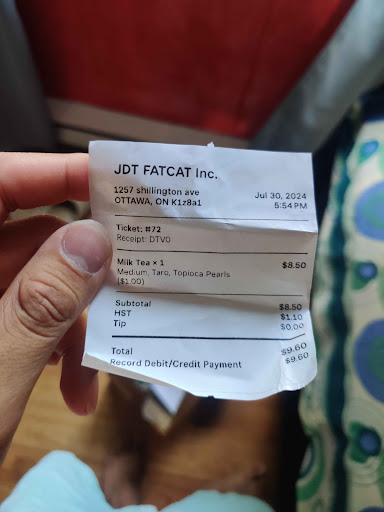 JDT FATCAT Inc.
1257 shillington ave
OTTAWA, ON K1z8a1
Jul 30, 2024
5:54 PM
Ticket: #72
Receipt: DTV0
Milk Tea × 1 $8.50
Medium, Taro, Tapioca Pearls
($1.00)
Subtotal $8.50
HST $1.10
Tip $0.00
Total $9.60
Record Debit/Credit Payment $9.60